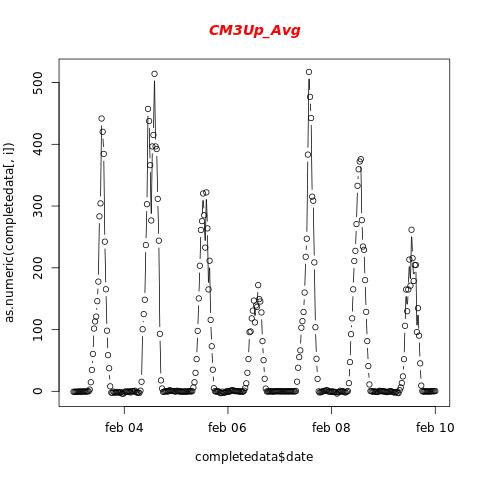 CM3Up_Avg
as.numeric(completedata[, i])
500
400
300
200
100
0
feb 04
feb 06
feb 08
feb 10
completedata$date